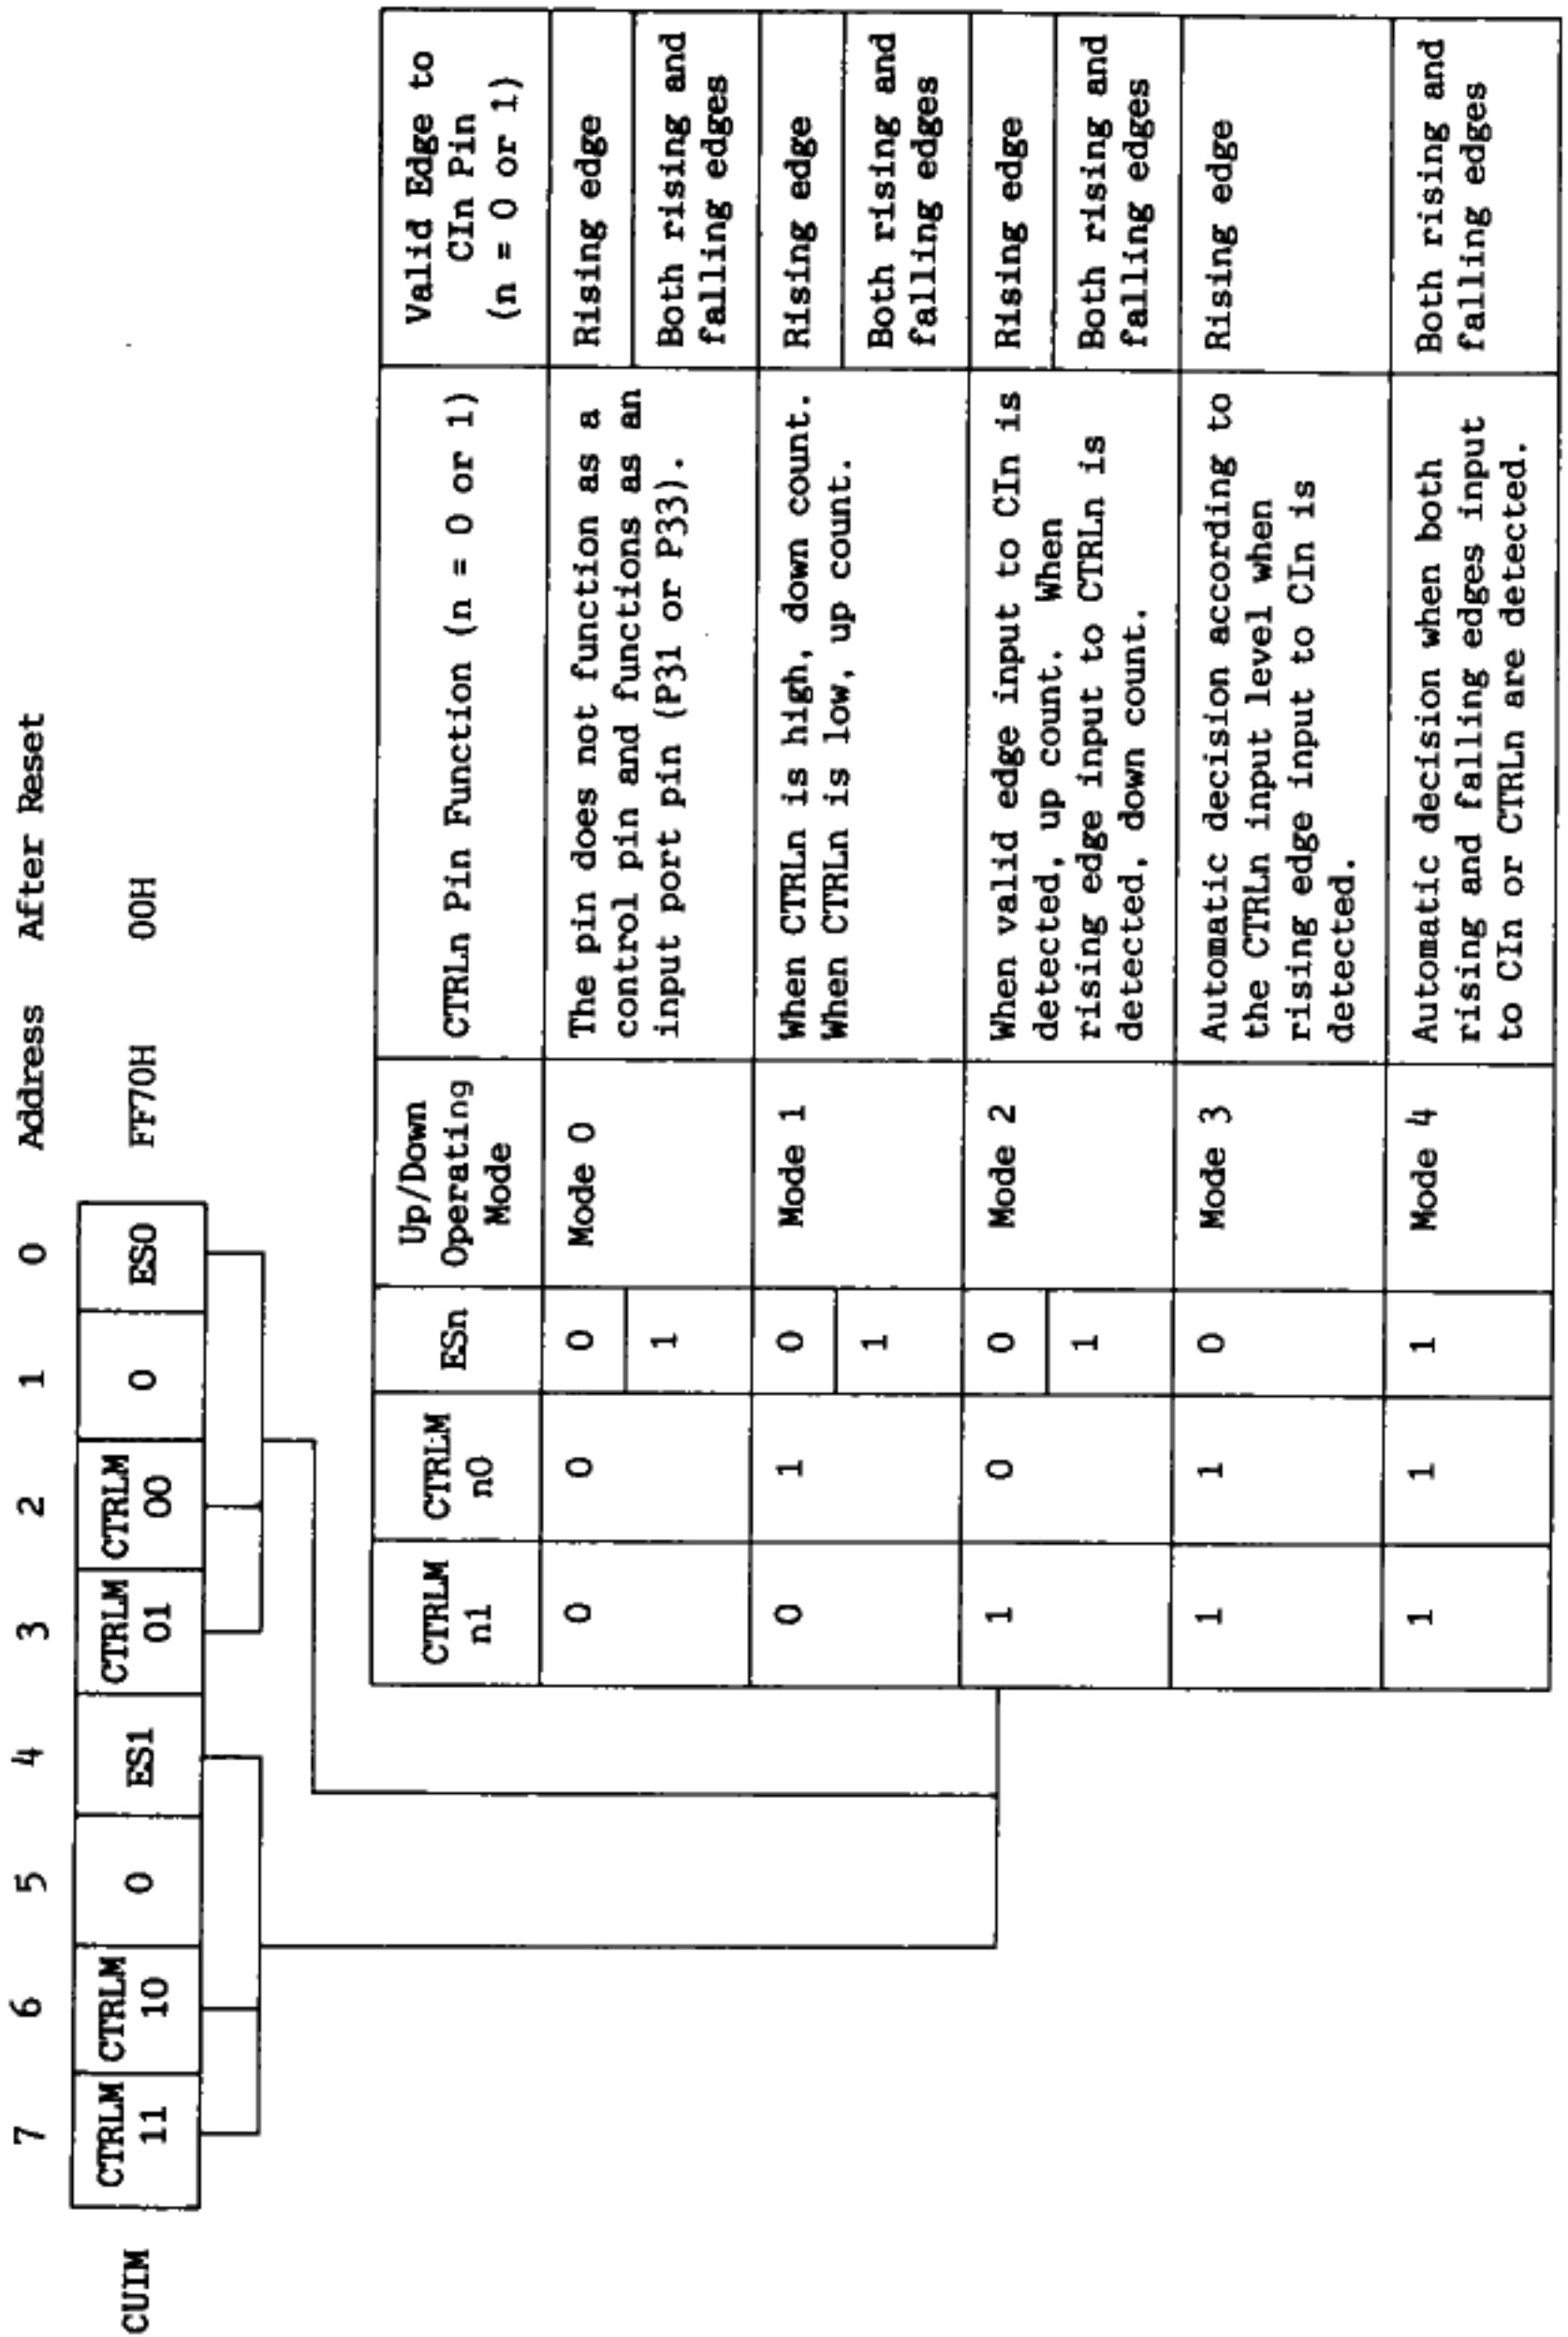 7 6 5 4 3 2 1 0 Address After Reset
CUIM CTRLM 11 CTRLM 10 0 ES1 CTRLM 01 CTRLM 00 0 ES0 FF70H 00H
CTRLM n1
CTRLM n0
ESn
Up/Down Operating Mode
CTRLn Pin Function (n = 0 or 1)
Valid Edge to CIn Pin (n = 0 or 1)
0
0
0
Mode 0
The pin does not function as a
control pin and functions as an
input port pin (P31 or P33).
Rising edge
1
Both rising and
falling edges
0
1
0
Mode 1
When CTRLn is high, down count.
When CTRLn is low, up count.
Rising edge
1
Both rising and
falling edges
1
0
0
Mode 2
When valid edge input to CIn is
detected, up count. When
rising edge input to CTRLn is
detected, down count.
Rising edge
1
Both rising and
falling edges
1
1
0
Mode 3
Automatic decision according to
the CTRLn input level when
rising edge input to CIn is
detected.
Rising edge
1
1
1
Mode 4
Automatic decision when both
rising and falling edges input
to CIn or CTRLn are detected.
Both rising and
falling edges